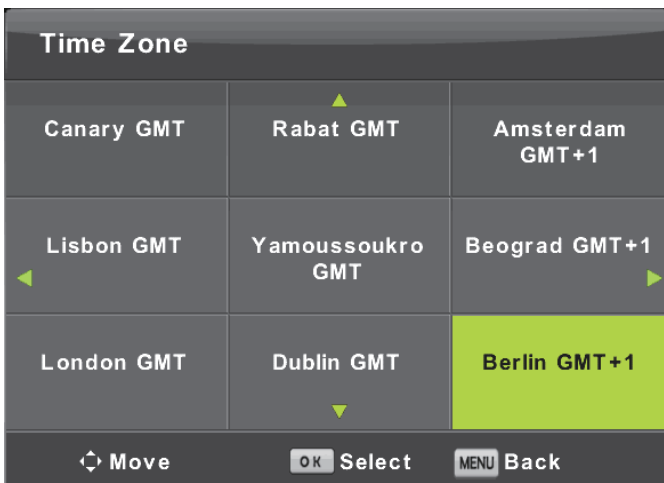 Time Zone
Canary GMT
Rabat GMT
Amsterdam
GMT+1
Lisbon GMT
Yamoussoukro
GMT
Beograd GMT+1
London GMT
Dublin GMT
Berlin GMT+1
Move
OK Select
MENU Back